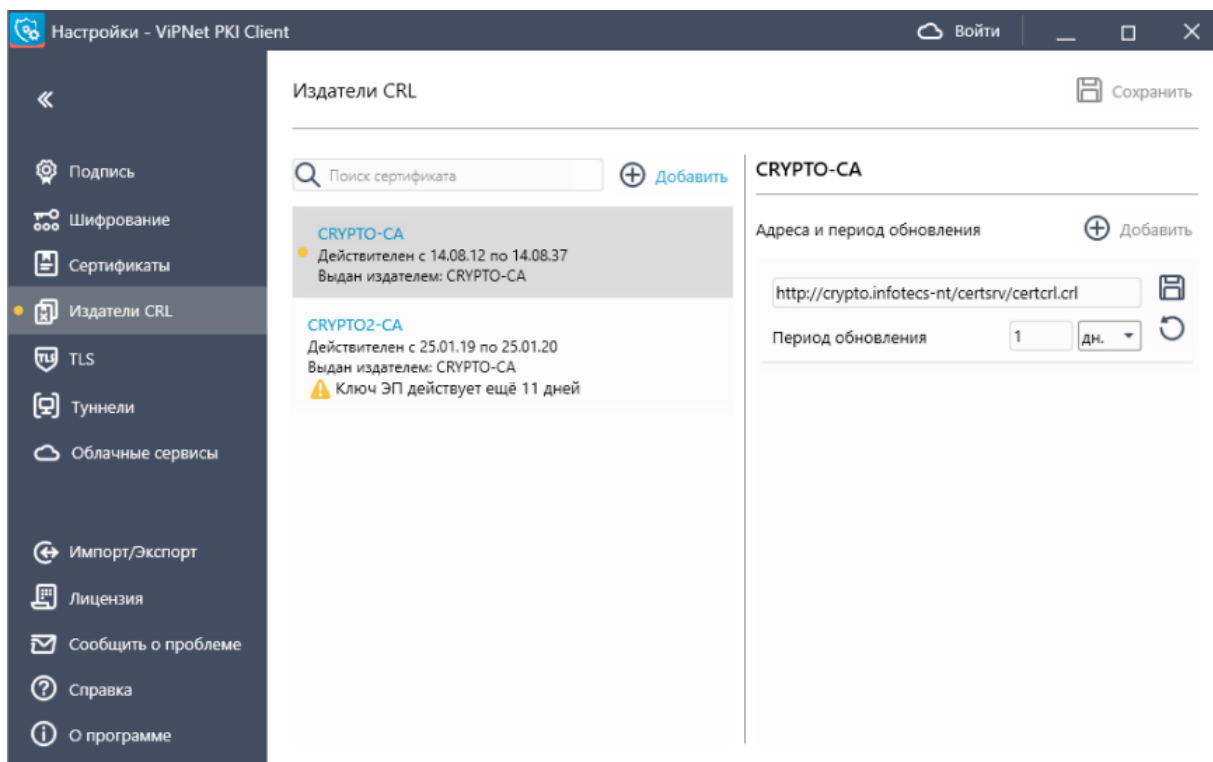 Настройки - ViPNet PKI Client
Войти
Издатели CRL
Сохранить
Подпись
Шифрование
Сертификаты
Издатели CRL
TLS
Туннели
Облачные сервисы
Импорт/Экспорт
Лицензия
Сообщить о проблеме
Справка
О программе
Поиск сертификата
Добавить
CRYPTO-CA
Действителен с 14.08.12 по 14.08.37
Выдан издателем: CRYPTO-CA
CRYPTO2-CA
Действителен с 25.01.19 по 25.01.20
Выдан издателем: CRYPTO-CA
Ключ ЭП действует ещё 11 дней
CRYPTO-CA
Адреса и период обновления
Добавить
http://crypto.infotecs-nt/certsrv/certcrl.crl
Период обновления
1
дн.